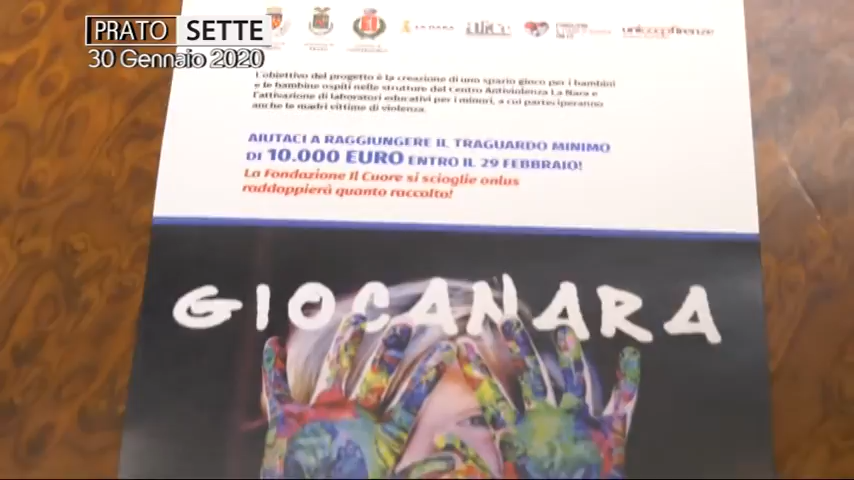 PRATO SETTE
30 Gennaio 2020
LA NARA
unicoopfirenze
L'obiettivo del progetto è la creazione di uno spazio gioco per i bambini
e le bambine ospiti nelle strutture del Centro Antiviolenza La Nara e
l'attivazione di laboratori educativi per i minori, a cui parteciperanno
anche le madri vittime di violenza.
AIUTACI A RAGGIUNGERE IL TRAGUARDO MINIMO
DI 10.000 EURO ENTRO IL 29 FEBBRAIO!
La Fondazione Il Cuore si scioglie onlus
raddoppierà quanto raccolto!
GIOCANARA